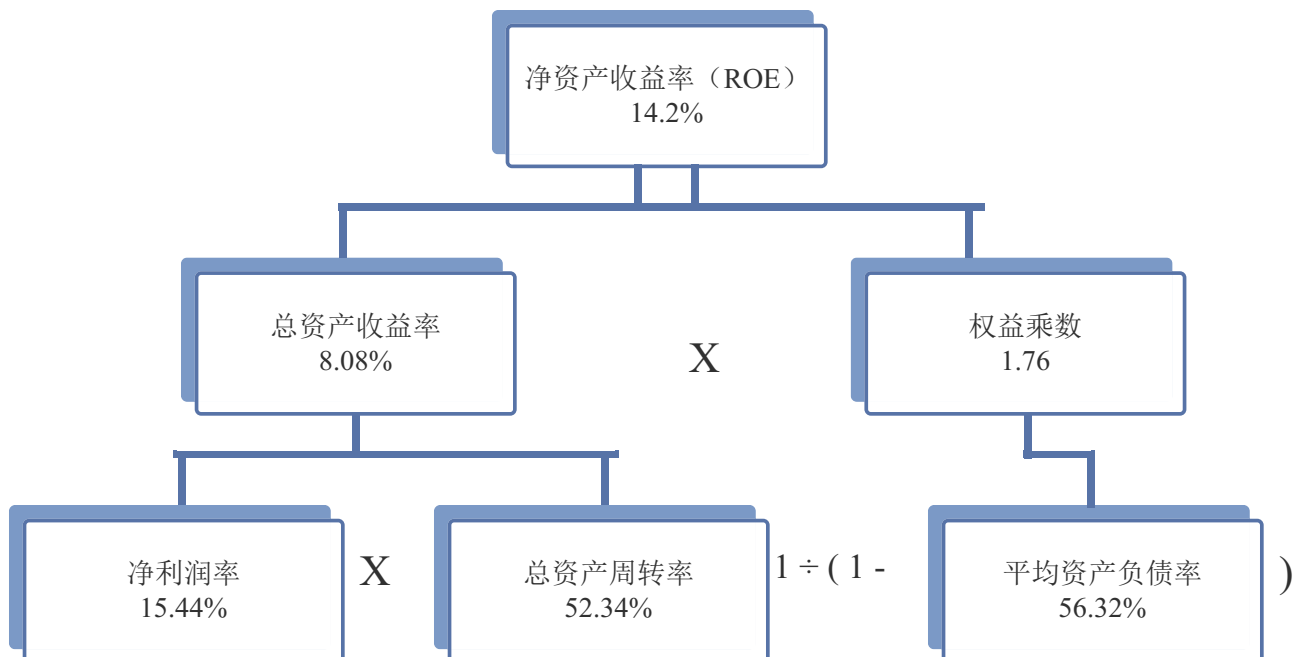 净资产收益率（ROE）
14.2%
总资产收益率
8.08%
X
权益乘数
1.76
净利润率
15.44%
X
总资产周转率
52.34%
1 ÷ ( 1 -
平均资产负债率
56.32%
)